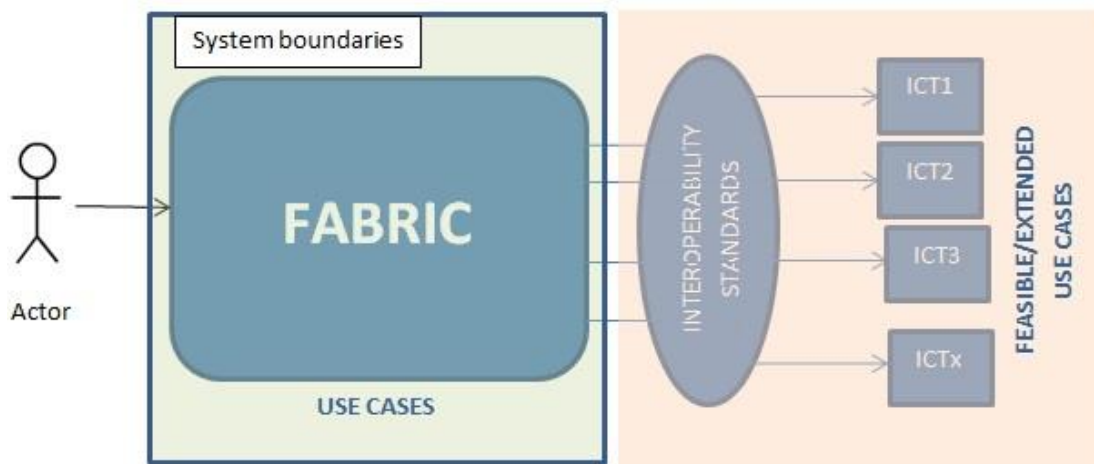 System boundaries
FABRIC
USE CASES
Actor
INTEROPERABILITY
STANDARDS
ICT1
ICT2
ICT3
ICTx
FEASIBLE/EXTENDED
USE CASES